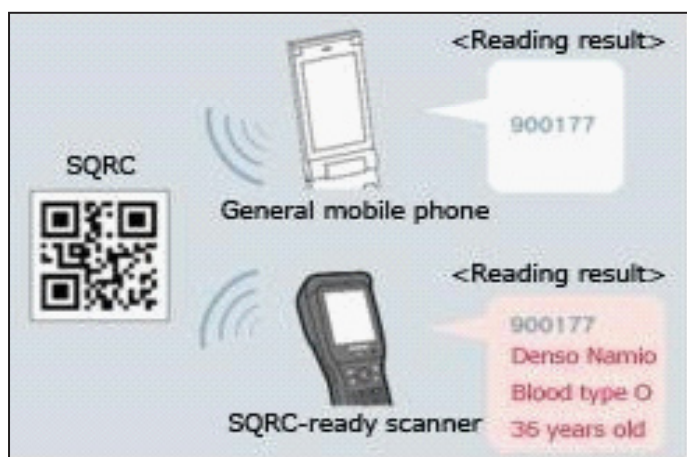 <Reading result>
900177
SQRC
General mobile phone
<Reading result>
900177
Denso Namio
Blood type O
36 years old
SQRC-ready scanner